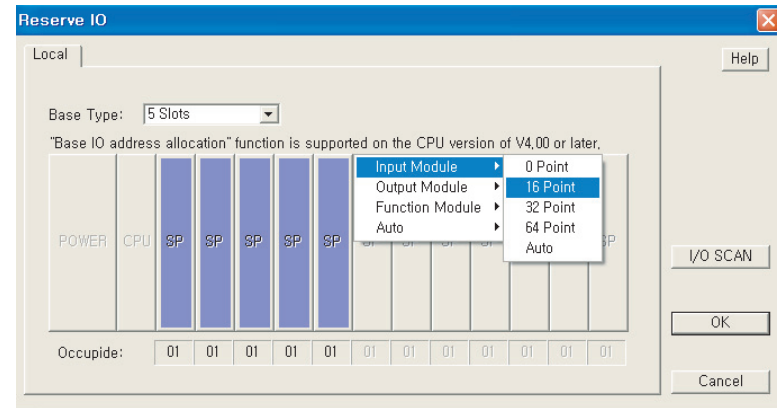 Reserve IO
Local
Help
Base Type: 5 Slots
"Base IO address allocation" function is supported on the CPU version of V4,00 or later,
Input Module
Output Module
Function Module
Auto
0 Point
16 Point
32 Point
64 Point
Auto
POWER CPU SP SP SP SP SP SP
I/O SCAN
OK
Occupide: 01 01 01 01 01 01 01 01 01 01 01
Cancel